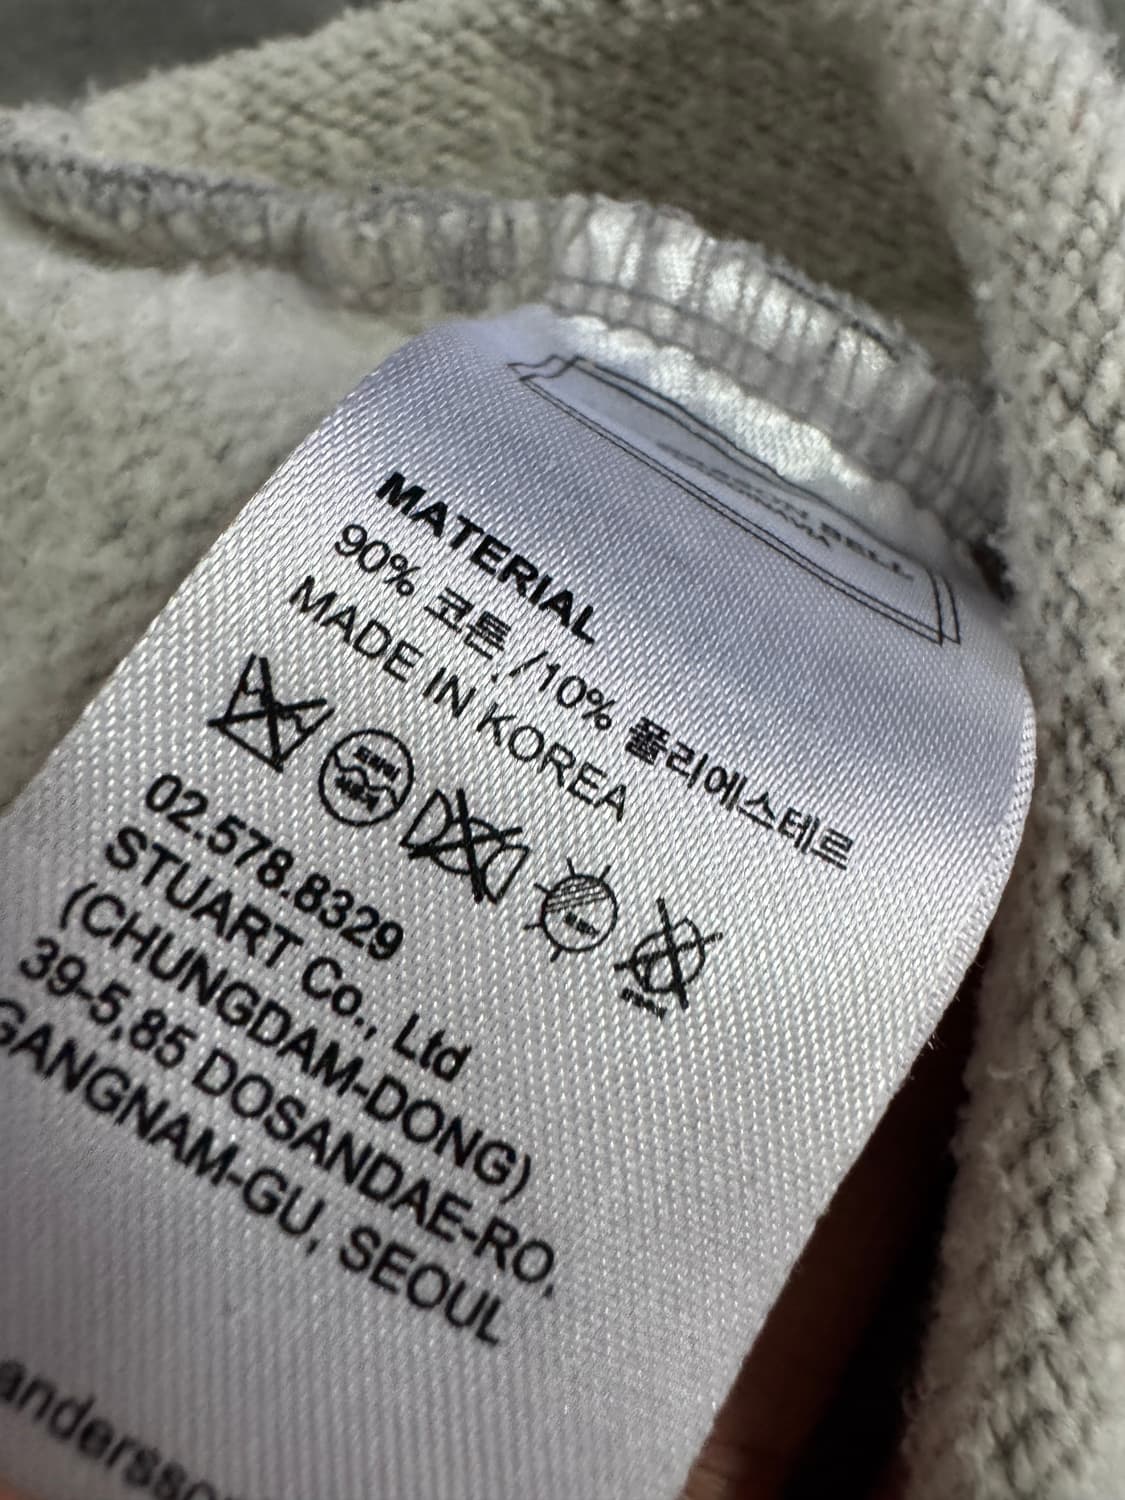 MATERIAL
90% 코튼 / 10% 폴리에스테르
MADE IN KOREA
02.578.8329
STUART Co., Ltd
(CHUNGDAM-DONG)
39-5,85 DOSANDAE-RO,
GANGNAM-GU, SEOUL